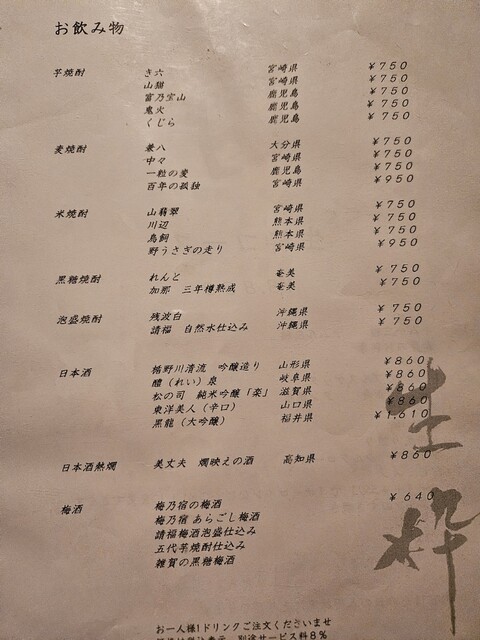 お飲み物
芋焼酎 き六 宮崎県 ¥750
山猫 宮崎県 ¥750
富乃宝山 鹿児島 ¥750
鬼火 鹿児島 ¥750
くじら 鹿児島 ¥750
麦焼酎 兼八 大分県 ¥750
中々 宮崎県 ¥750
一粒の麦 鹿児島 ¥750
百年の孤独 宮崎県 ¥950
米焼酎 山翡翠 宮崎県 ¥750
川辺 熊本県 ¥750
鳥飼 熊本県 ¥750
野うさぎの走り 宮崎県 ¥950
黒糖焼酎 れんと 奄美 ¥750
加那 三年樽熟成 奄美 ¥750
泡盛焼酎 残波白 沖縄県 ¥750
請福 自然水仕込み 沖縄県 ¥750
日本酒 楯野川清流 吟醸造り 山形県 ¥860
醴（れい）泉 岐阜県 ¥860
松の司 純米吟醸「楽」 滋賀県 ¥860
東洋美人（辛口） 山口県 ¥860
黒龍（大吟醸） 福井県 ¥1,610
日本酒熱燗 美丈夫 燗映えの酒 高知県 ¥860
梅酒 梅乃宿の梅酒 ¥640
梅乃宿 あらごし梅酒
請福梅酒泡盛仕込み
五代芋焼酎仕込み
雑賀の黒糖梅酒
粋
お一人様1ドリンクご注文くださいませ
別途サービス料8%